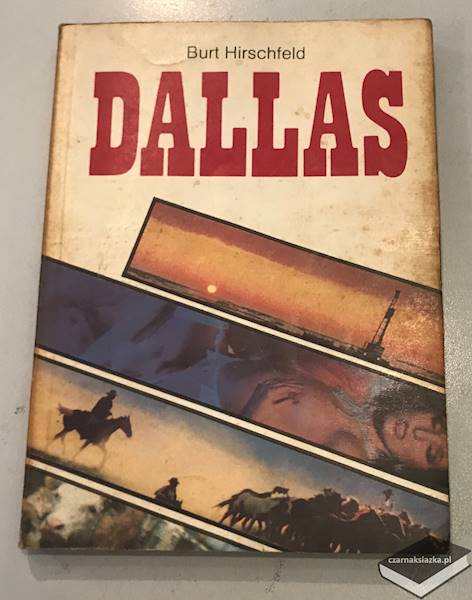 Burt Hirschfeld
DALLAS
czarnaksiazka.pl